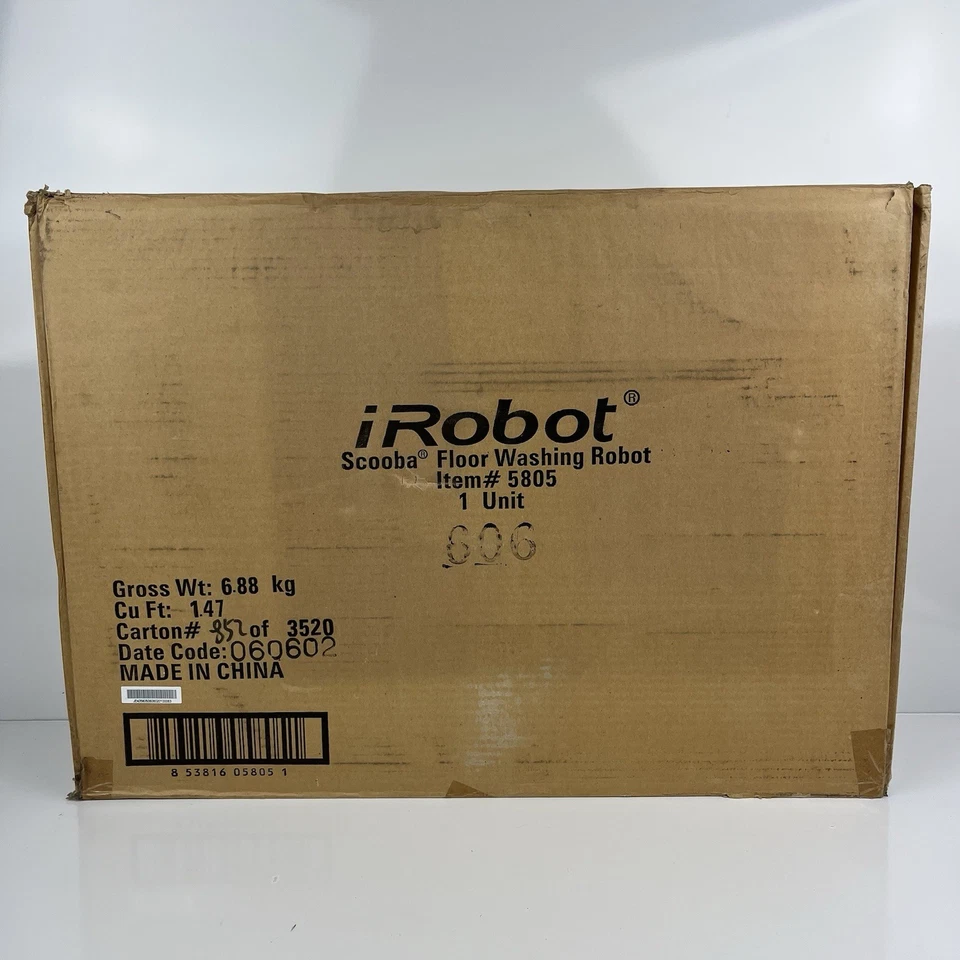 iRobot®
Scooba® Floor Washing Robot
Item# 5805
1 Unit
606
Gross Wt: 6.88 kg
Cu Ft: 1.47
Carton# 852 of 3520
Date Code: 060602
MADE IN CHINA
8 53816 05805 1